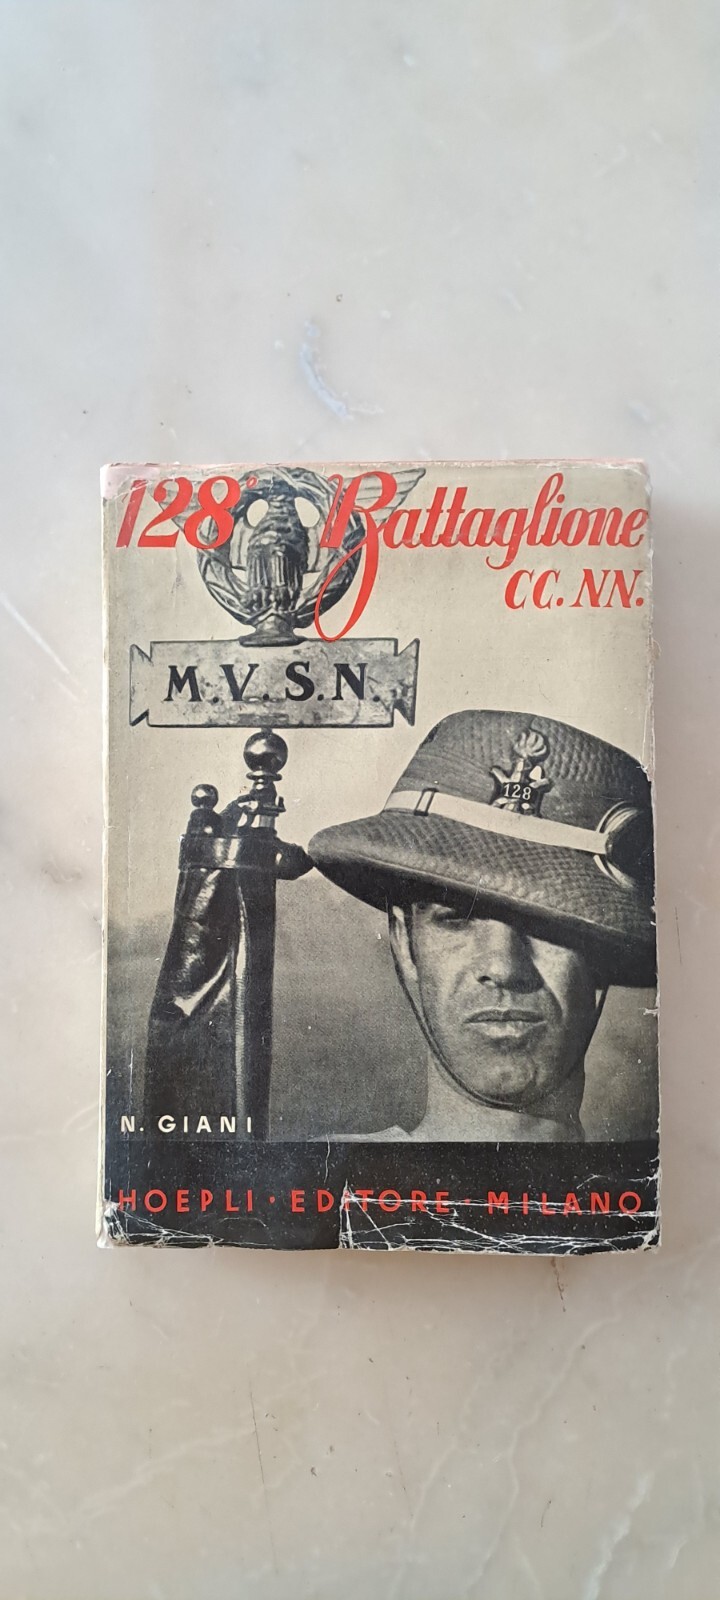 128° Battaglione
CC. NN.
M.V.S.N.
128
N. GIANI
HOEPLI · EDITORE · MILANO